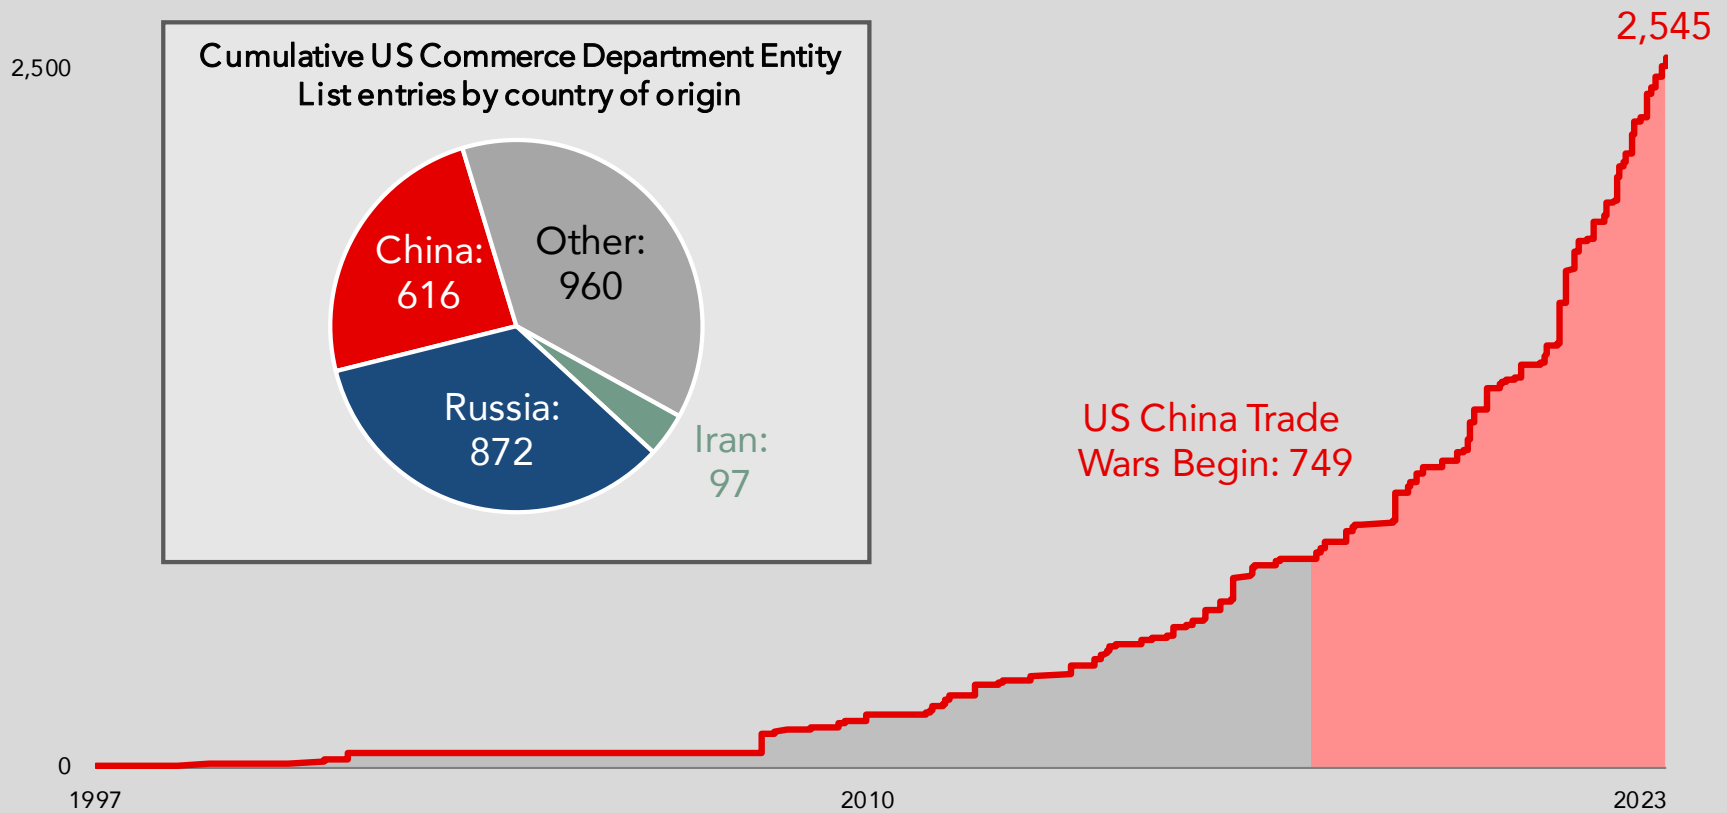 2,545
2,500
Cumulative US Commerce Department Entity
List entries by country of origin
China:
616
Other:
960
Russia:
872
Iran:
97
US China Trade
Wars Begin: 749
0
1997
2010
2023